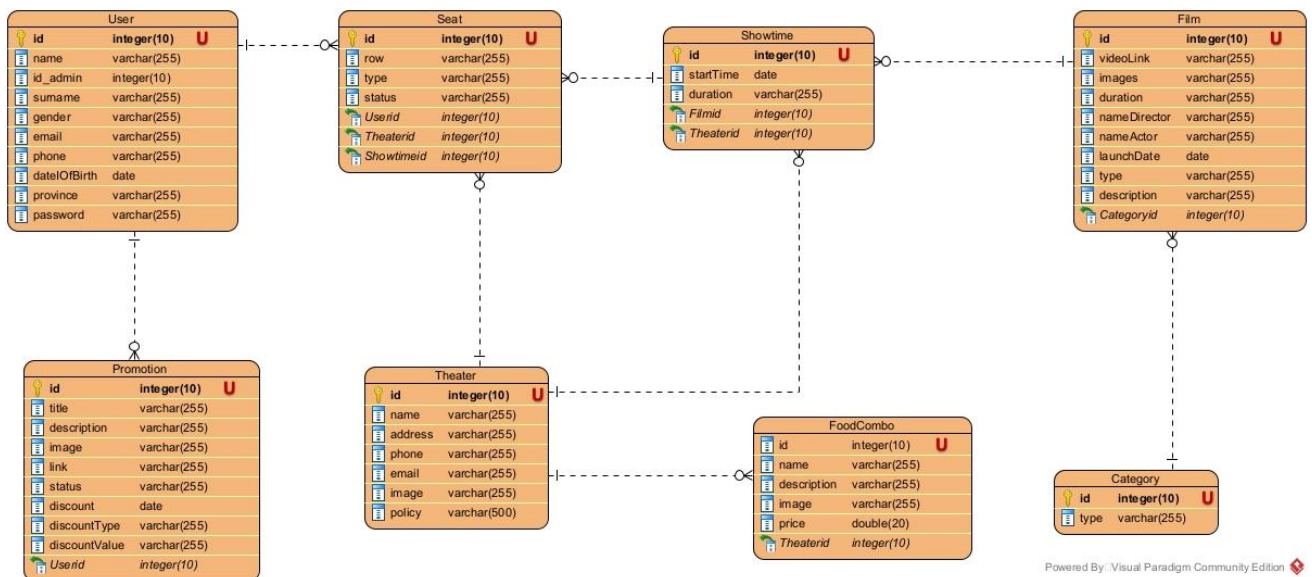 User
id integer(10) U
name varchar(255)
id_admin integer(10)
surname varchar(255)
gender varchar(255)
email varchar(255)
phone varchar(255)
dateIOfBirth date
province varchar(255)
password varchar(255)
Seat
id integer(10) U
row varchar(255)
type varchar(255)
status varchar(255)
Userid integer(10)
Theaterid integer(10)
Showtimeid integer(10)
Showtime
id integer(10) U
startTime date
duration varchar(255)
Filmid integer(10)
Theaterid integer(10)
Film
id integer(10) U
videoLink varchar(255)
images varchar(255)
duration varchar(255)
nameDirector varchar(255)
nameActor varchar(255)
launchDate date
type varchar(255)
description varchar(255)
Categoryid integer(10)
Promotion
id integer(10) U
title varchar(255)
description varchar(255)
image varchar(255)
link varchar(255)
status varchar(255)
discount date
discountType varchar(255)
discountValue varchar(255)
Userid integer(10)
Theater
id integer(10) U
name varchar(255)
address varchar(255)
phone varchar(255)
email varchar(255)
image varchar(255)
policy varchar(500)
FoodCombo
id integer(10) U
name varchar(255)
description varchar(255)
image varchar(255)
price double(20)
Theaterid integer(10)
Category
id integer(10) U
type varchar(255)
Powered By Visual Paradigm Community Edition